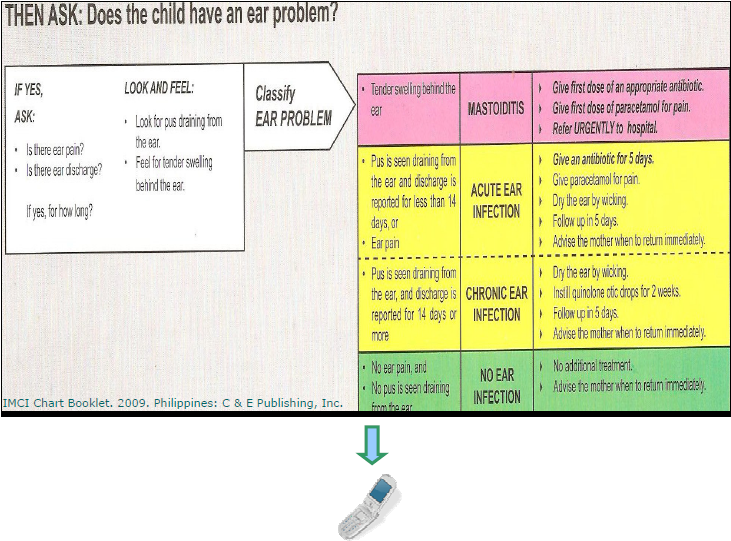 THEN ASK: Does the child have an ear problem?
IF YES,
ASK:
• Is there ear pain?
• Is there ear discharge?
If yes, for how long?
LOOK AND FEEL:
• Look for pus draining from
the ear.
• Feel for tender swelling
behind the ear.
Classify
EAR PROBLEM
• Tender swelling behind the
ear
MASTOIDITIS
Give first dose of an appropriate antibiotic.
Give first dose of paracetamol for pain.
Refer URGENTLY to hospital.
• Pus is seen draining from
the ear and discharge is
reported for less than 14
days, or
• Ear pain
ACUTE EAR
INFECTION
Give an antibiotic for 5 days.
Give paracetamol for pain.
Dry the ear by wicking.
Follow up in 5 days.
Advise the mother when to return immediately.
• Pus is seen draining from
the ear, and discharge is
reported for 14 days or
more
CHRONIC EAR
INFECTION
Dry the ear by wicking.
Instill quinolone otic drops for 2 weeks.
Follow up in 5 days.
Advise the mother when to return immediately.
• No ear pain, and
• No pus is seen draining
from the ear
NO EAR
INFECTION
No additional treatment.
Advise the mother when to return immediately.
IMCI Chart Booklet. 2009. Philippines: C & E Publishing, Inc.